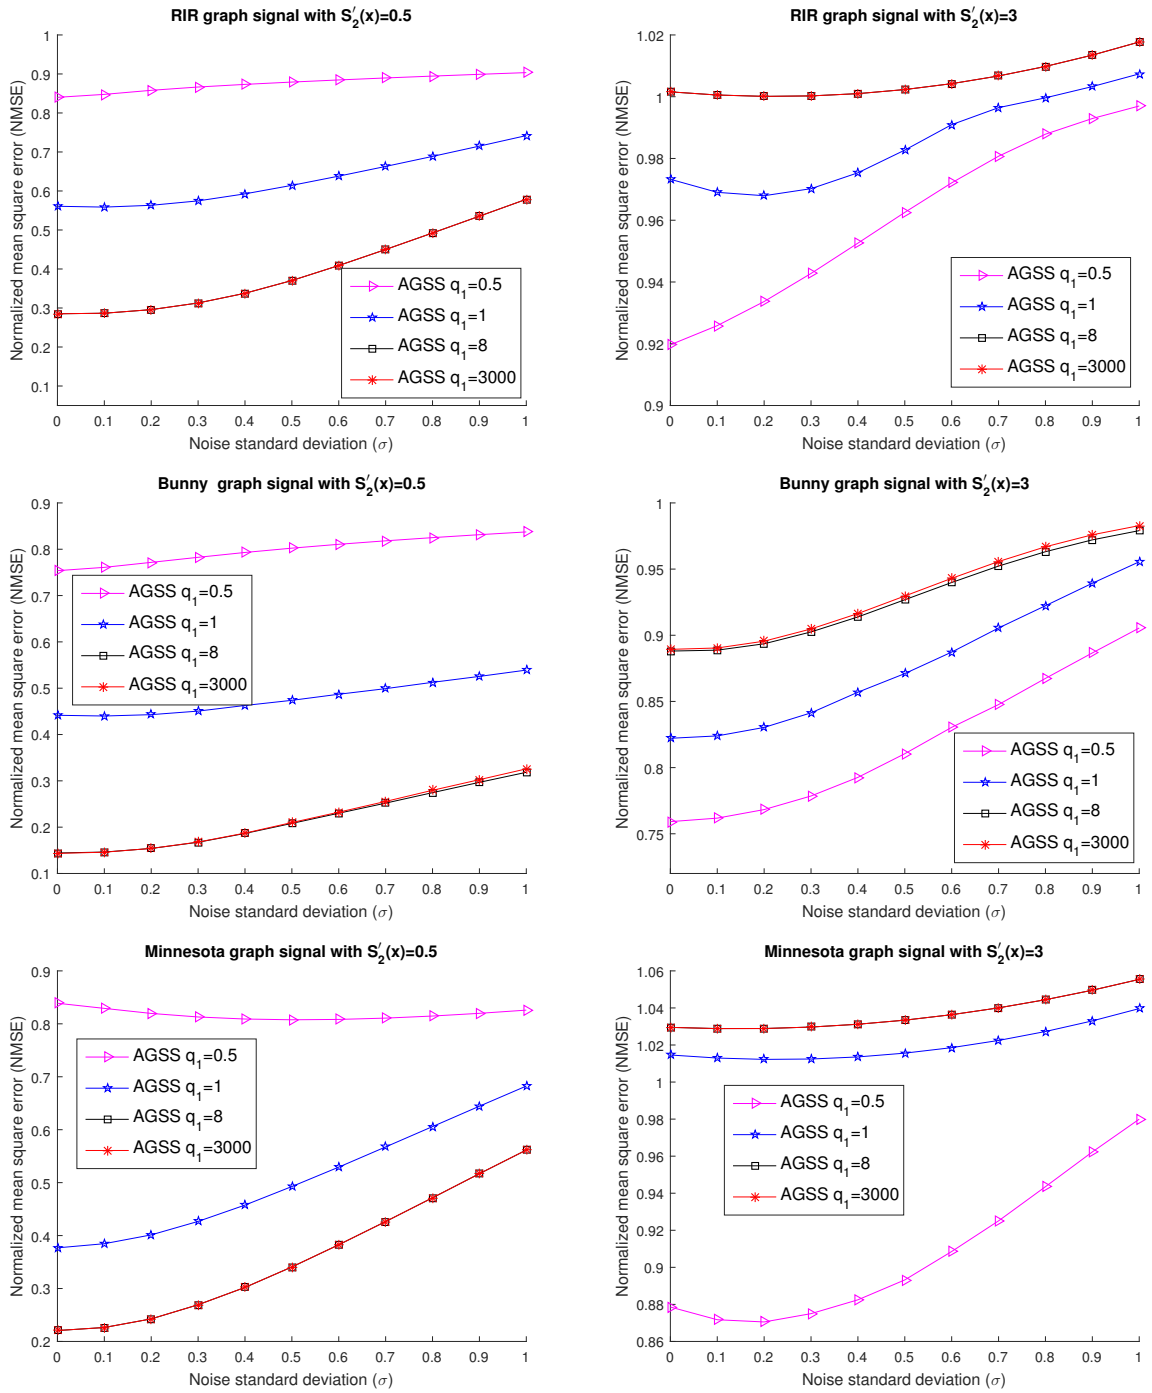 RIR graph signal with S′2(x)=0.5
Normalized mean square error (NMSE)
1
0.9
0.8
0.7
0.6
0.5
0.4
0.3
0.2
0.1
AGSS q1=0.5
AGSS q1=1
AGSS q1=8
AGSS q1=3000
0 0.1 0.2 0.3 0.4 0.5 0.6 0.7 0.8 0.9 1
Noise standard deviation (σ)
RIR graph signal with S′2(x)=3
Normalized mean square error (NMSE)
1.02
1
0.98
0.96
0.94
0.92
0.9
AGSS q1=0.5
AGSS q1=1
AGSS q1=8
AGSS q1=3000
0 0.1 0.2 0.3 0.4 0.5 0.6 0.7 0.8 0.9 1
Noise standard deviation (σ)
Bunny graph signal with S′2(x)=0.5
Normalized mean square error (NMSE)
0.9
0.8
0.7
0.6
0.5
0.4
0.3
0.2
0.1
AGSS q1=0.5
AGSS q1=1
AGSS q1=8
AGSS q1=3000
0 0.1 0.2 0.3 0.4 0.5 0.6 0.7 0.8 0.9 1
Noise standard deviation (σ)
Bunny graph signal with S′2(x)=3
Normalized mean square error (NMSE)
1
0.95
0.9
0.85
0.8
0.75
AGSS q1=0.5
AGSS q1=1
AGSS q1=8
AGSS q1=3000
0 0.1 0.2 0.3 0.4 0.5 0.6 0.7 0.8 0.9 1
Noise standard deviation (σ)
Minnesota graph signal with S′2(x)=0.5
Normalized mean square error (NMSE)
0.9
0.8
0.7
0.6
0.5
0.4
0.3
0.2
AGSS q1=0.5
AGSS q1=1
AGSS q1=8
AGSS q1=3000
0 0.1 0.2 0.3 0.4 0.5 0.6 0.7 0.8 0.9 1
Noise standard deviation (σ)
Minnesota graph signal with S′2(x)=3
Normalized mean square error (NMSE)
1.06
1.04
1.02
1
0.98
0.96
0.94
0.92
0.9
0.88
0.86
AGSS q1=0.5
AGSS q1=1
AGSS q1=8
AGSS q1=3000
0 0.1 0.2 0.3 0.4 0.5 0.6 0.7 0.8 0.9 1
Noise standard deviation (σ)